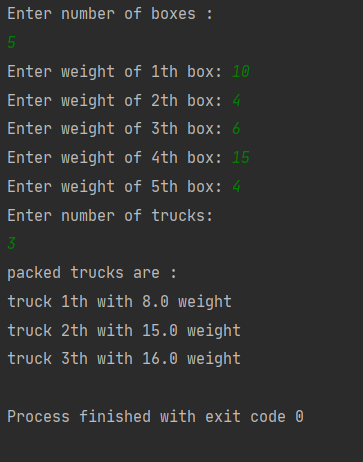 Enter number of boxes :
5
Enter weight of 1th box: 10
Enter weight of 2th box: 4
Enter weight of 3th box: 6
Enter weight of 4th box: 15
Enter weight of 5th box: 4
Enter number of trucks:
3
packed trucks are :
truck 1th with 8.0 weight
truck 2th with 15.0 weight
truck 3th with 16.0 weight
Process finished with exit code 0